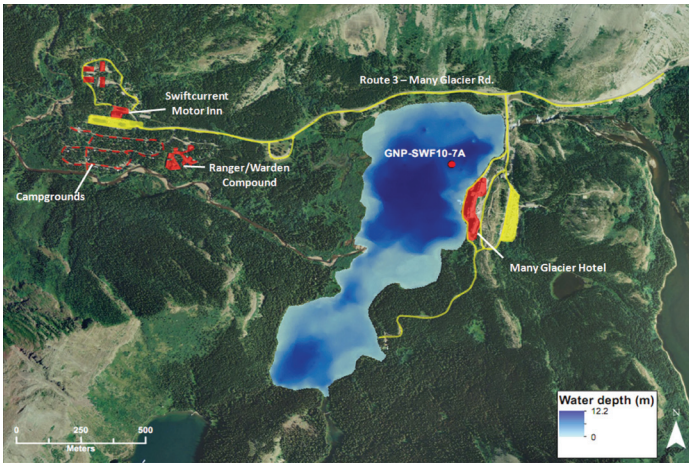 Route 3 – Many Glacier Rd.
Swiftcurrent
Motor Inn
GNP-SWF10-7A
Ranger/Warden
Compound
Campgrounds
Many Glacier Hotel
Water depth (m)
12.2
0
N
0 250 500
Meters